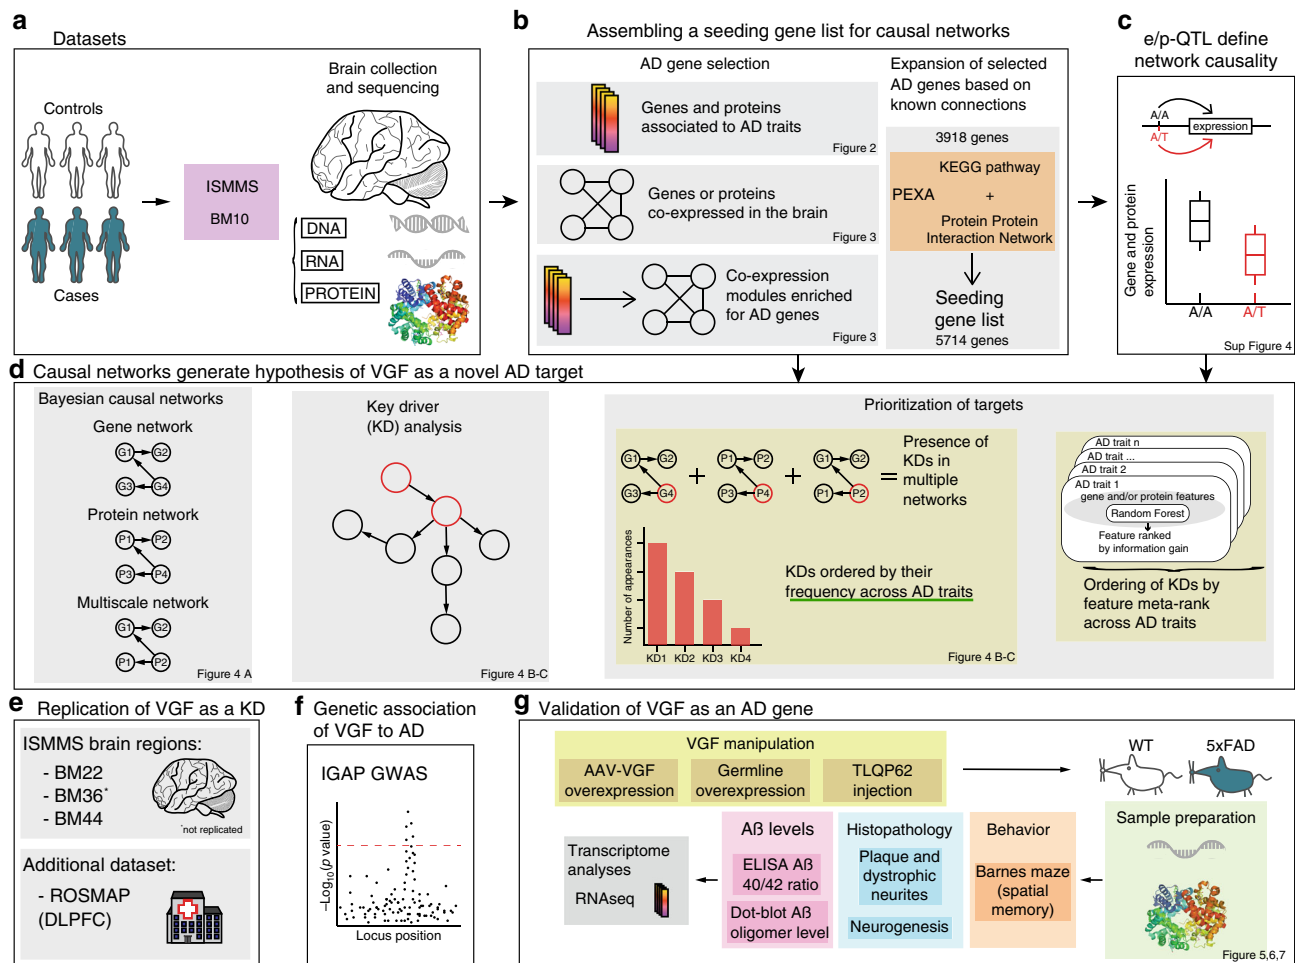 a
Datasets
Controls
Cases
ISMMS
BM10
Brain collection
and sequencing
DNA
RNA
PROTEIN
b
Assembling a seeding gene list for causal networks
AD gene selection
Genes and proteins
associated to AD traits
Figure 2
Genes or proteins
co-expressed in the brain
Figure 3
Co-expression
modules enriched
for AD genes
Figure 3
Expansion of selected
AD genes based on
known connections
3918 genes
KEGG pathway
PEXA +
Protein Protein
Interaction Network
Seeding
gene list
5714 genes
c
e/p-QTL define
network causality
A/A
A/T
expression
Gene and protein
expression
A/A A/T
Sup Figure 4
d Causal networks generate hypothesis of VGF as a novel AD target
Bayesian causal networks
Gene network
G1 G2
G3 G4
Protein network
P1 P2
P3 P4
Multiscale network
G1 G2
P1 P2
Figure 4 A
Key driver
(KD) analysis
Figure 4 B-C
Prioritization of targets
G1 G2
G3 G4
+
P1 P2
P3 P4
+
G1 G2
P1 P2
=
Presence of
KDs in
multiple
networks
Number of appearances
KD1 KD2 KD3 KD4
KDs ordered by their
frequency across AD traits
Figure 4 B-C
AD trait n
AD trait ...
AD trait 2
AD trait 1
gene and/or protein features
Random Forest
Feature ranked
by information gain
Ordering of KDs by
feature meta-rank
across AD traits
e Replication of VGF as a KD
ISMMS brain regions:
- BM22
- BM36*
- BM44
*not replicated
Additional dataset:
- ROSMAP
(DLPFC)
f Genetic association
of VGF to AD
IGAP GWAS
–Log10(p value)
Locus position
g Validation of VGF as an AD gene
VGF manipulation
AAV-VGF
overexpression
Germline
overexpression
TLQP62
injection
WT 5xFAD
Sample preparation
Behavior
Barnes maze
(spatial
memory)
Histopathology
Plaque and
dystrophic
neurites
Neurogenesis
Aß levels
ELISA Aß
40/42 ratio
Dot-blot Aß
oligomer level
Transcriptome
analyses
RNAseq
Figure 5,6,7